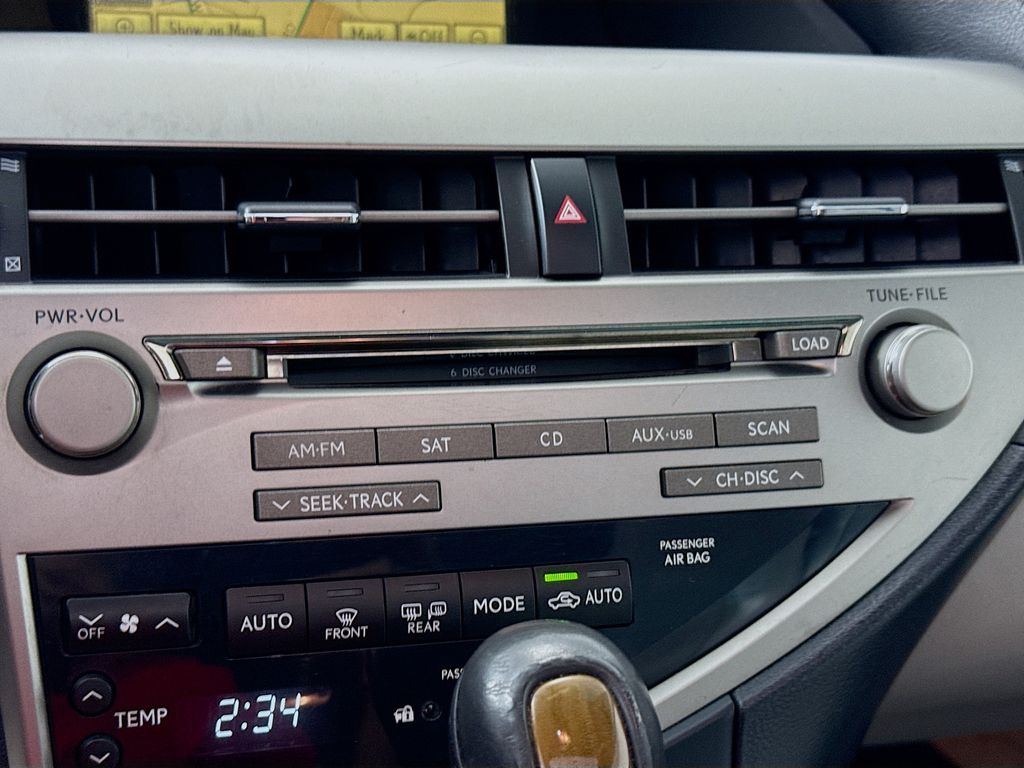 Show on Map
Mark
Off
PWR·VOL
TUNE·FILE
LOAD
6 DISC CHANGER
AM·FM
SAT
CD
AUX·USB
SCAN
SEEK·TRACK
CH·DISC
PASSENGER
AIR BAG
OFF
AUTO
FRONT
REAR
MODE
AUTO
TEMP
2:34